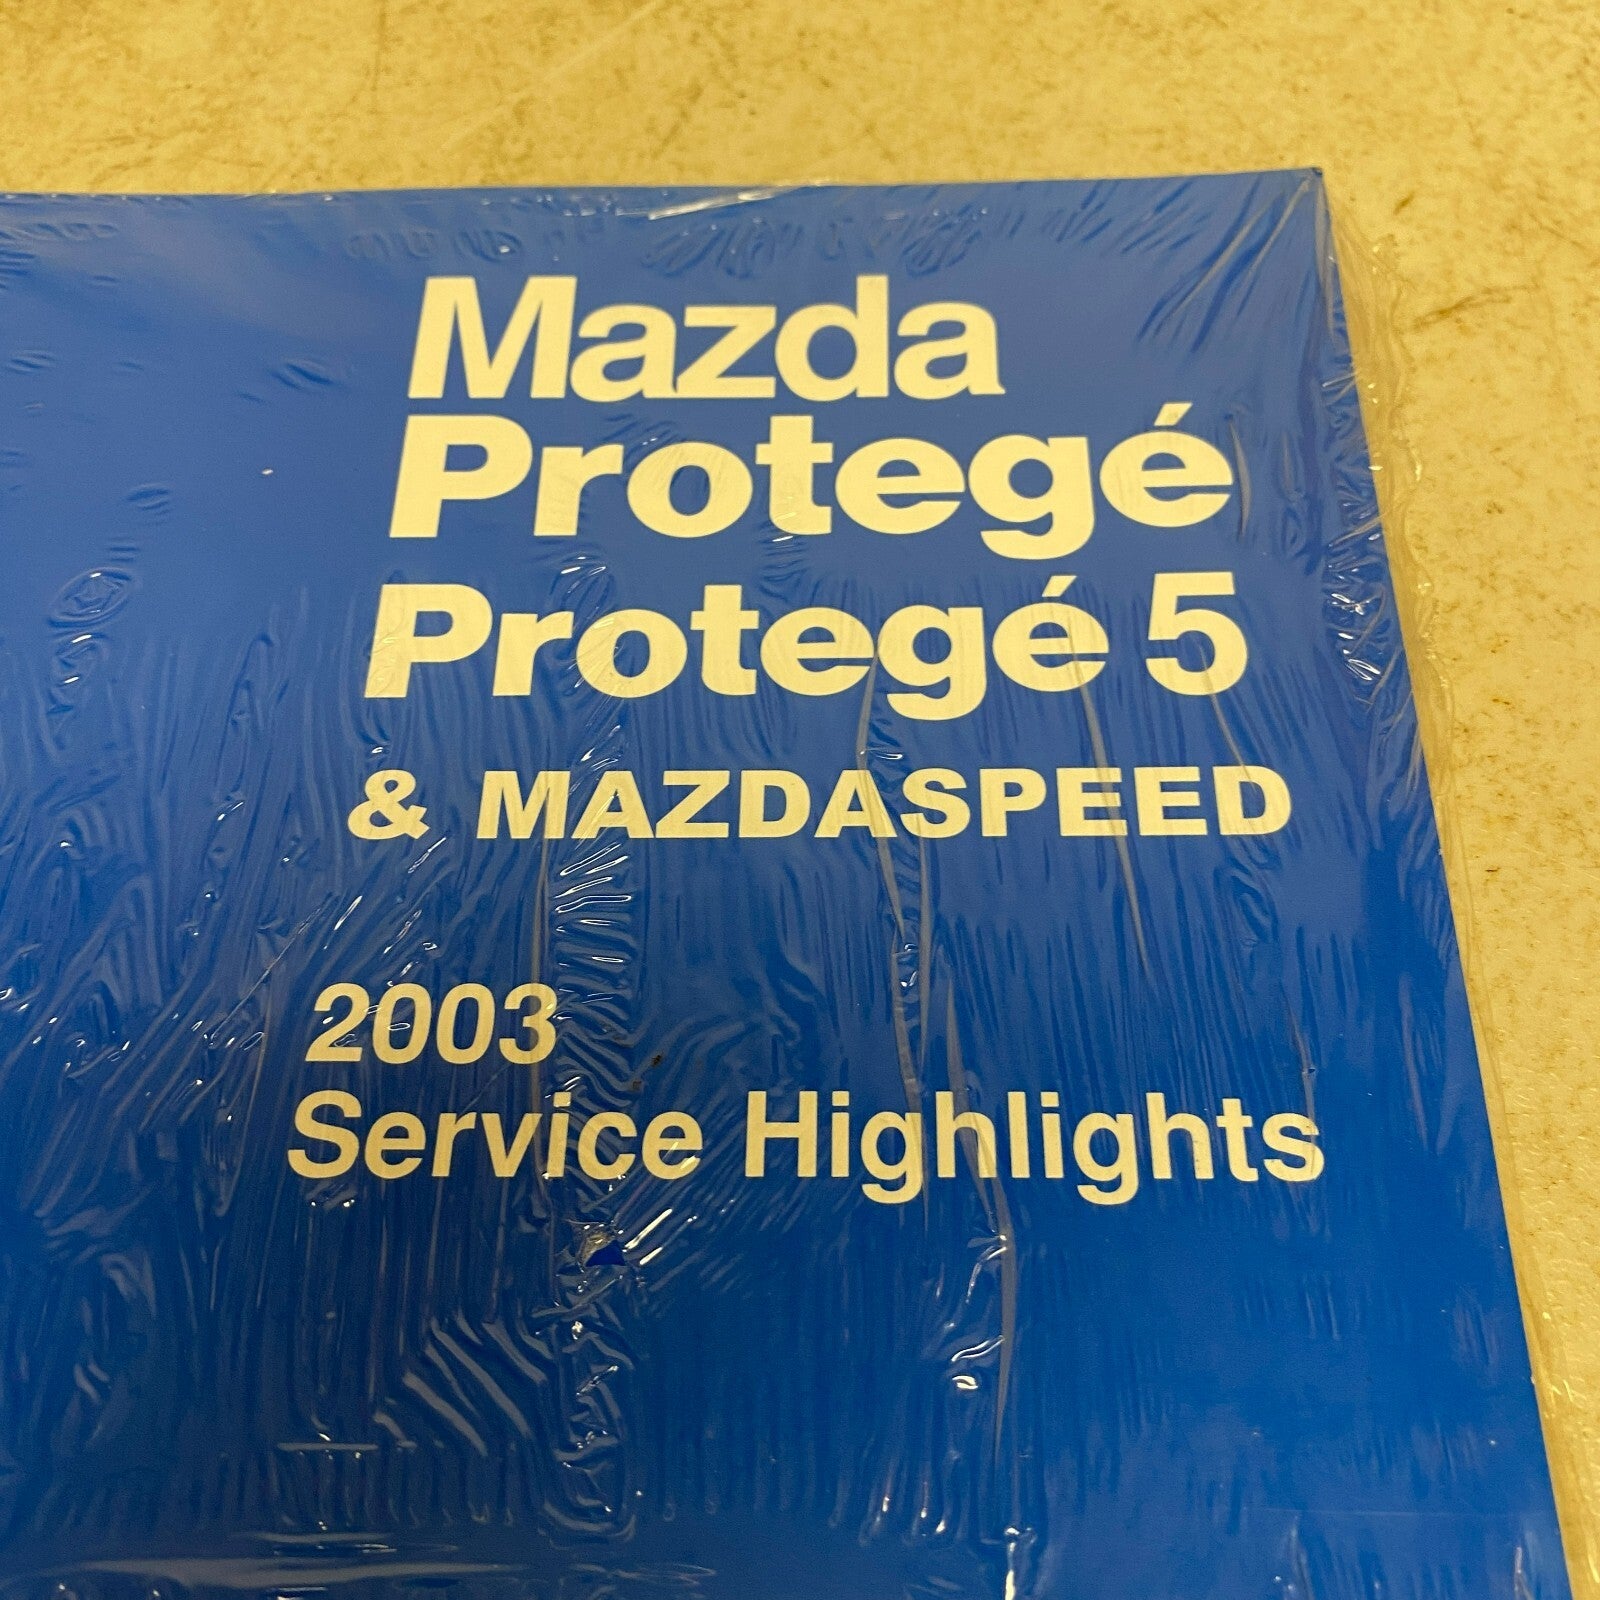 Mazda
Protegé
Protegé 5
& MAZDASPEED
2003
Service Highlights